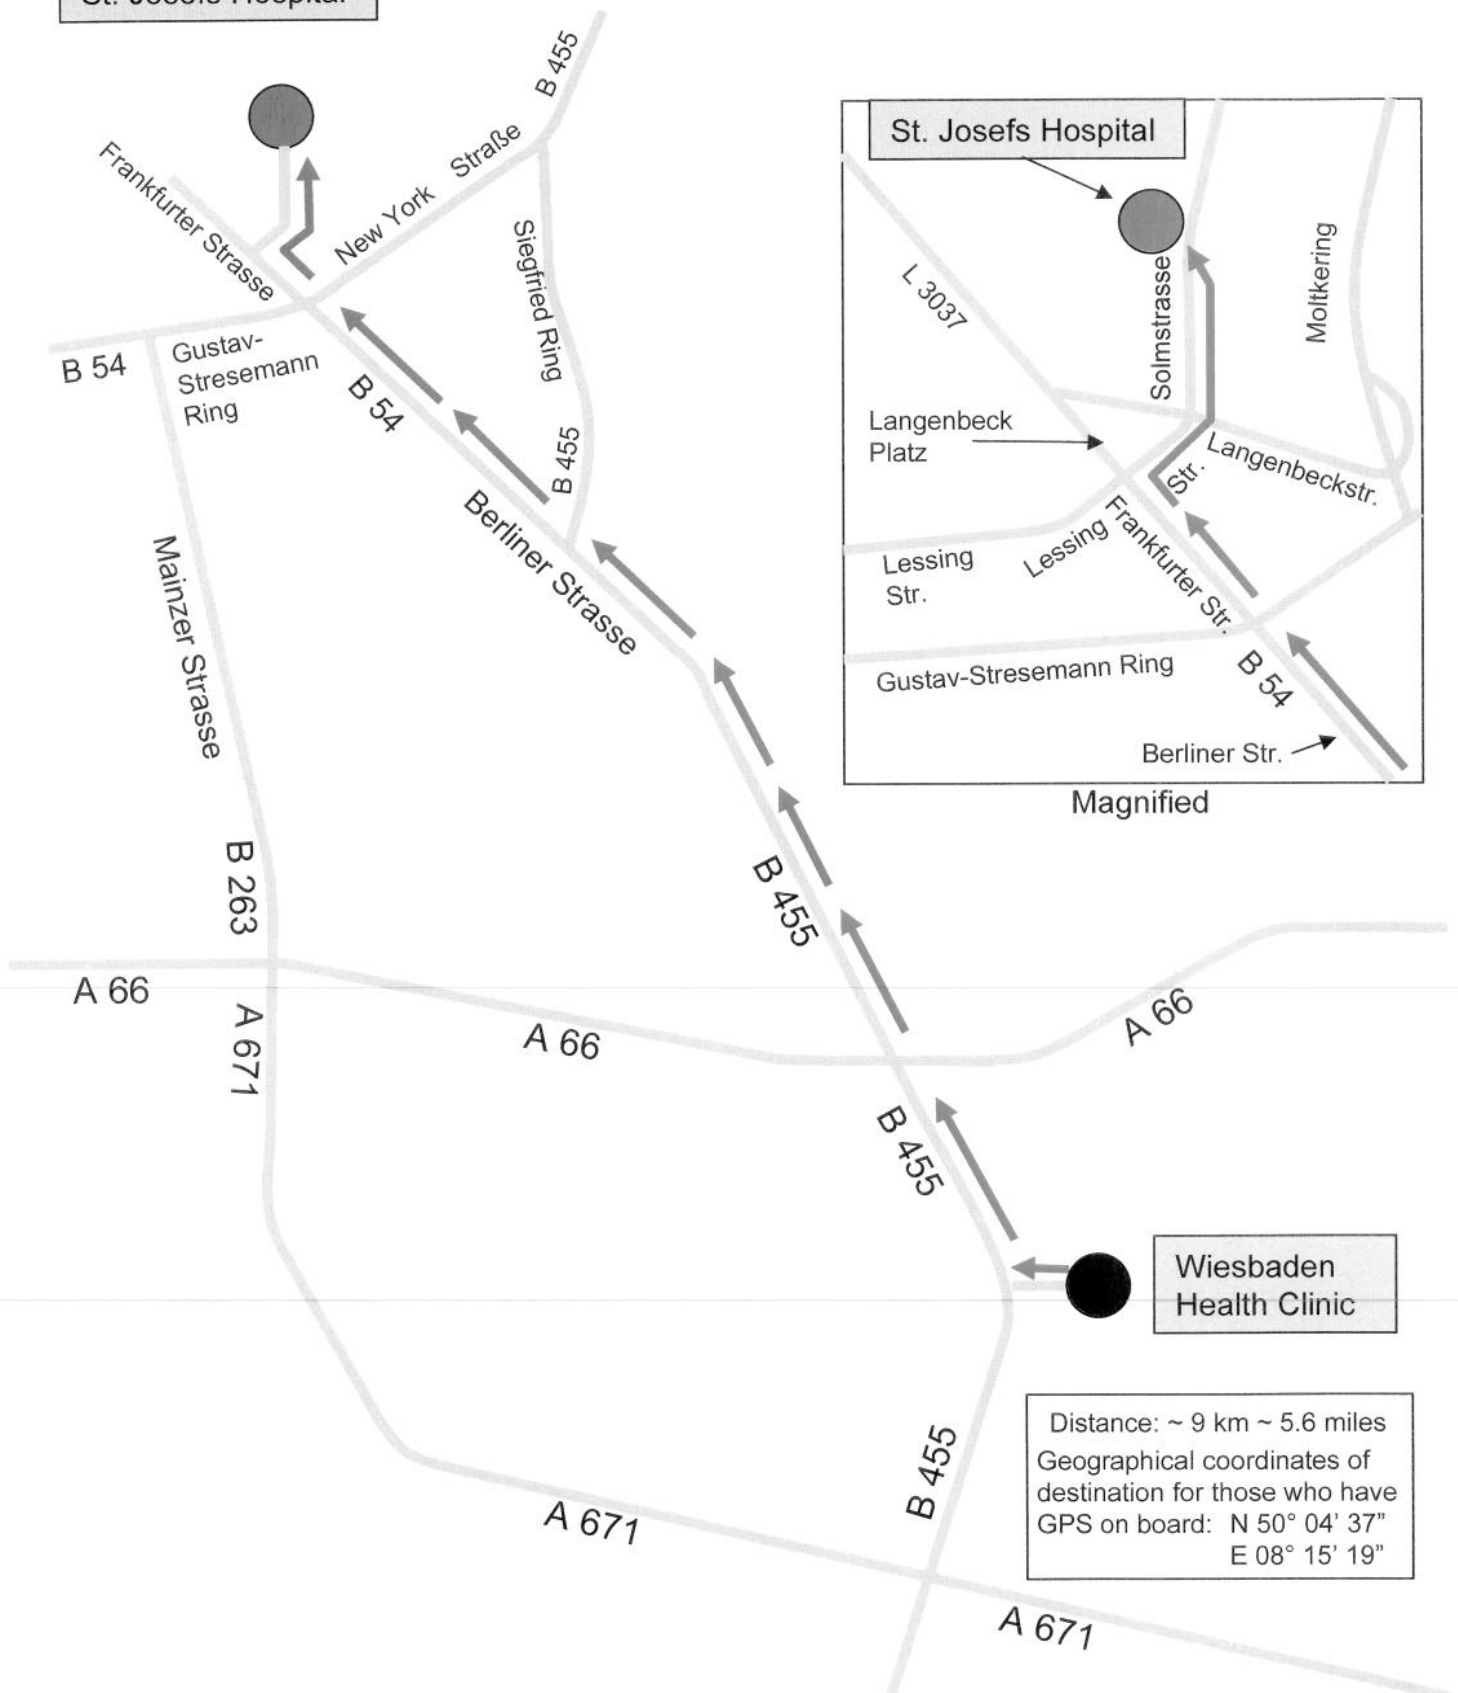 St. Josefs Hospital
B 455
Frankfurter Strasse
New York Straße
Siegfried Ring
B 54
Gustav-
Stresemann
Ring
B 54
B 455
Berliner Strasse
Mainzer Strasse
B 263
A 66
A 671
A 66
B 455
A 66
B 455
Wiesbaden
Health Clinic
B 455
A 671
A 671
Distance: ~ 9 km ~ 5.6 miles
Geographical coordinates of
destination for those who have
GPS on board: N 50° 04' 37”
E 08° 15' 19”
St. Josefs Hospital
L 3037
Solmstrasse
Moltkering
Langenbeck
Platz
Langenbeckstr.
Lessing
Str.
Lessing Str.
Frankfurter Str.
Gustav-Stresemann Ring
B 54
Berliner Str.
Magnified